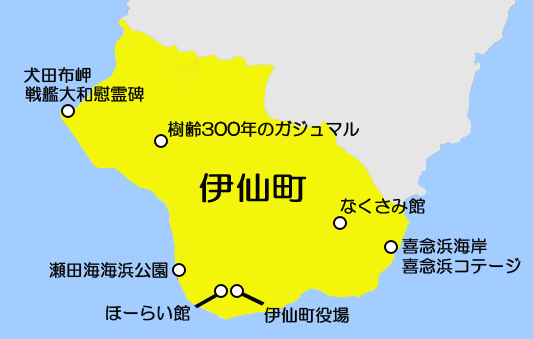 犬田布岬
戦艦大和慰霊碑
樹齢300年のガジュマル
伊仙町
なくさみ館
喜念浜海岸
喜念浜コテージ
瀬田海海浜公園
ほーらい館
伊仙町役場